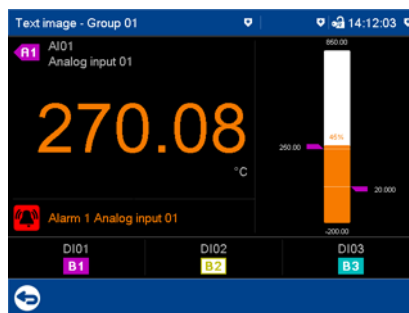 Text image - Group 01
14:12:03
A1
AI01
Analog input 01
270.08
°C
Alarm 1 Analog input 01
850.00
45%
250.00
20.000
-200.00
DI01
DI02
DI03
B1
B2
B3